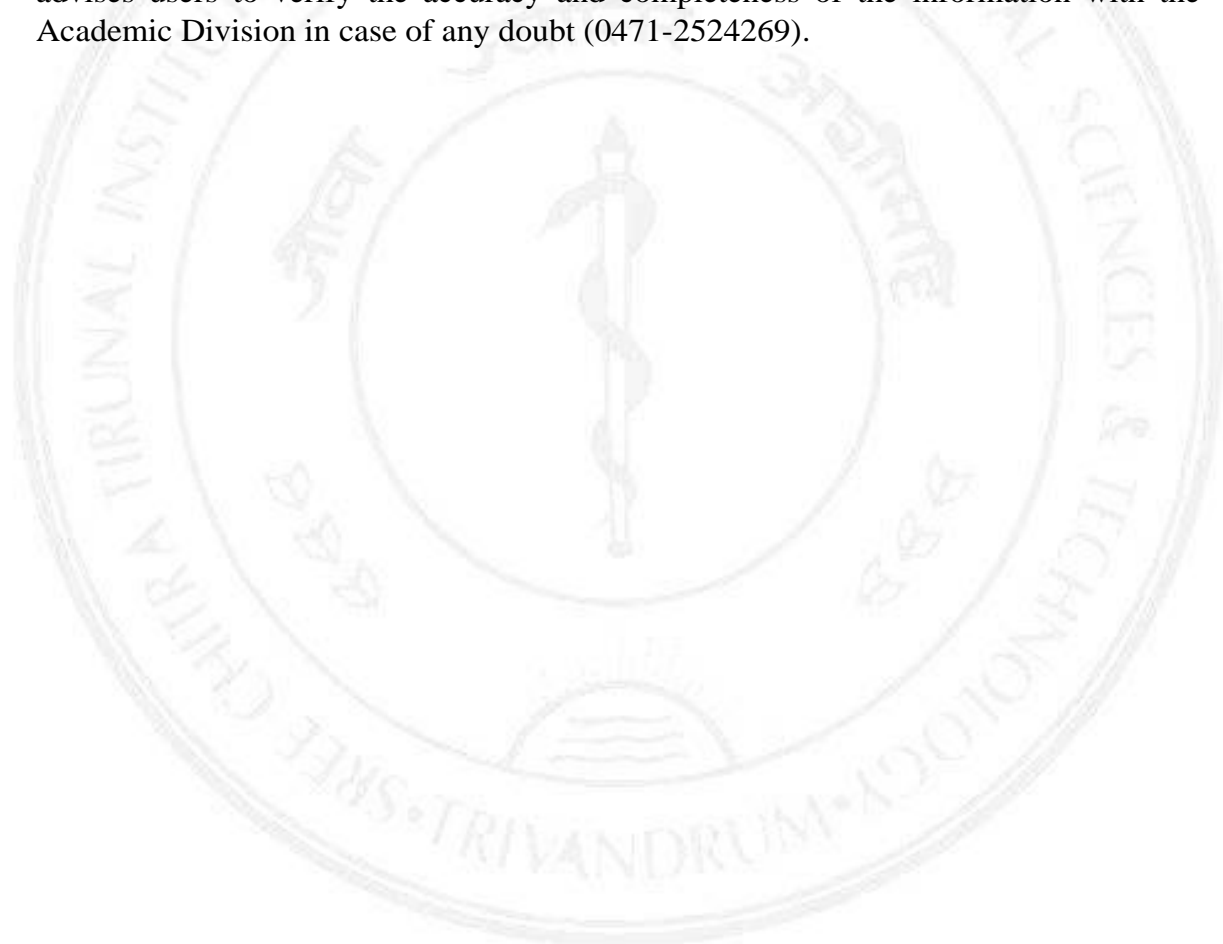 advises users to verify the accuracy and completeness of the information with the
Academic Division in case of any doubt (0471-2524269).
SREE CHITRA TIRUNAL INSTITU
AL SCIENCES & TECHNOLOGY
TRIVANDRUM